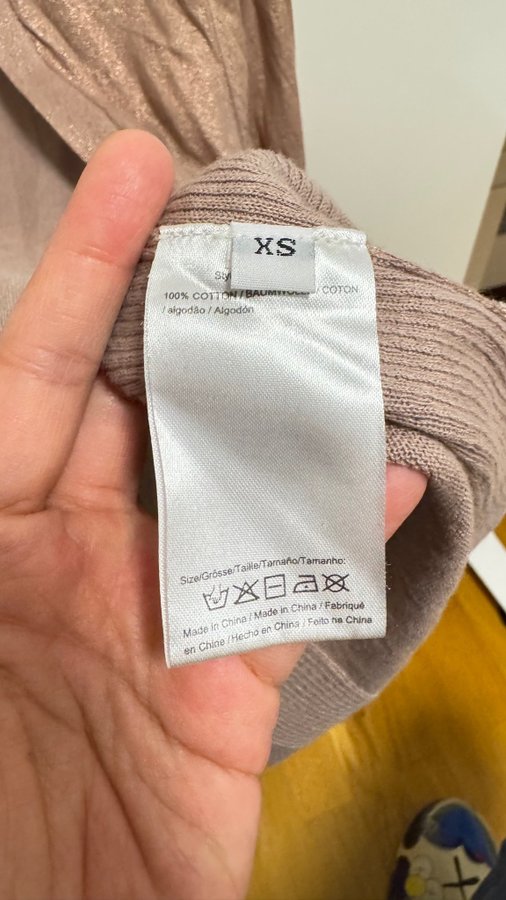 XS
100% COTTON / BAUMWOLLE / COTON
/ algodão / Algodón
Size/Grösse/Taille/Tamaño/Tamanho:
Made in China / Made in China / Fabriqué
en Chine / Hecho en China / Feito na China